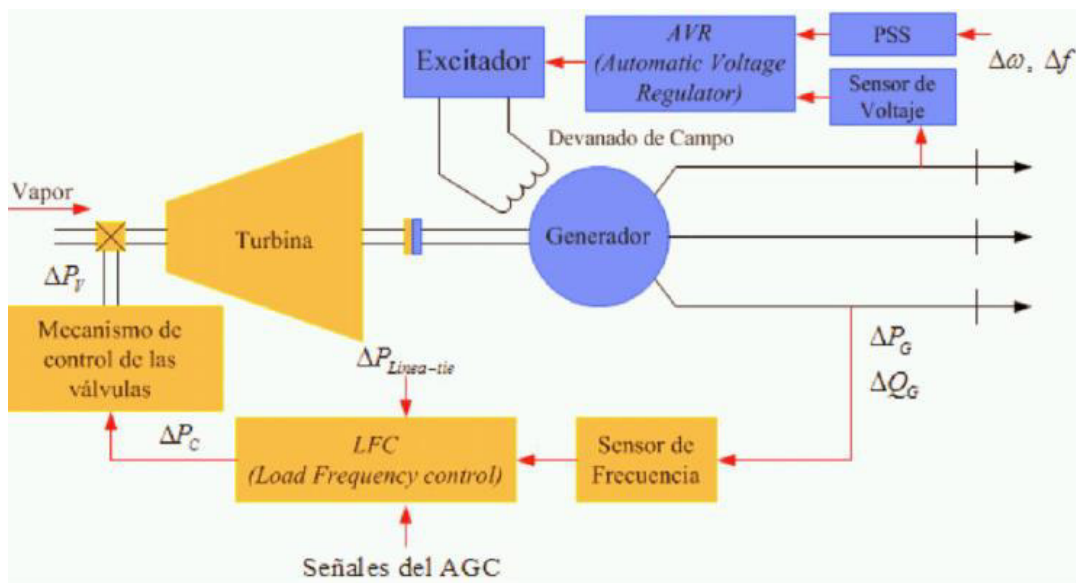 Excitador
AVR
(Automatic Voltage
Regulator)
PSS
Δω, Δf
Sensor de
Voltaje
Devanado de Campo
Vapor
Turbina
Generador
ΔP_V
Mecanismo de
control de las
válvulas
ΔP_Linea-tie
ΔP_G
ΔQ_G
ΔP_C
LFC
(Load Frequency control)
Sensor de
Frecuencia
Señales del AGC